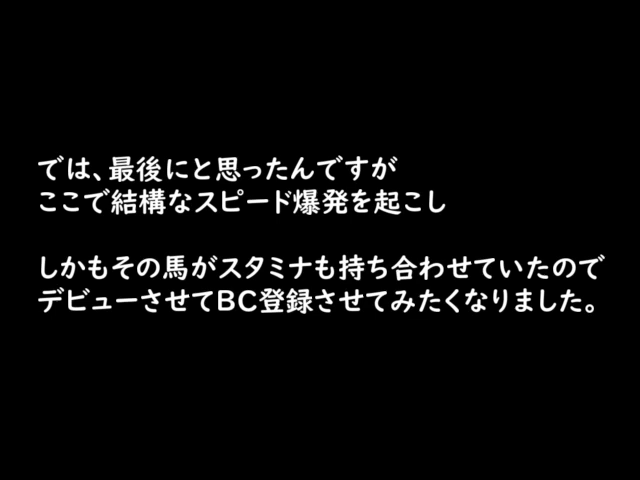 では、最後にと思ったんですが
ここで結構なスピード爆発を起こし
しかもその馬がスタミナも持ち合わせていたので
デビューさせてBC登録させてみたくなりました。